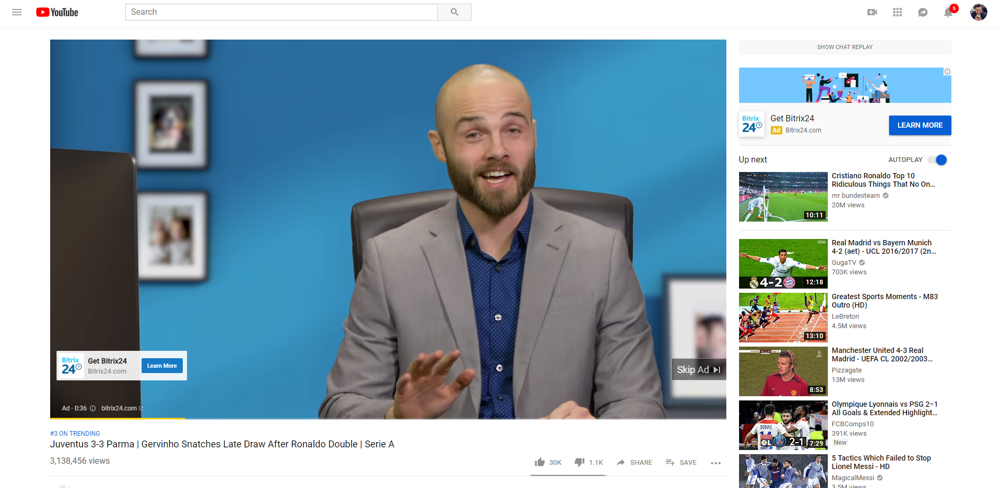 YouTube
Search
6
SHOW CHAT REPLAY
Bitrix
24
Get Bitrix24
Ad Bitrix24.com
LEARN MORE
Up next
AUTOPLAY
Cristiano Ronaldo Top 10
Ridiculous Things That No On...
mr bundesteam
20M views
10:11
Real Madrid vs Bayern Munich
4-2 (aet) - UCL 2016/2017 (2n...
GugaTV
703K views
4-2
12:18
Greatest Sports Moments - M83
Outro (HD)
LeBreton
4.5M views
13:10
Manchester United 4-3 Real
Madrid - UEFA CL 2002/2003...
Pizzagate
13M views
8:53
Olympique Lyonnais vs PSG 2-1
All Goals & Extended Highlight...
FCBComps10
391K views
New
DUBOIS
14
OL
2-1
7:29
5 Tactics Which Failed to Stop
Lionel Messi - HD
MagicalMessi
3.5M views
Bitrix
24
Get Bitrix24
Bitrix24.com
Learn More
Skip Ad
Ad · 0:36 bitrix24.com
#3 ON TRENDING
Juventus 3-3 Parma | Gervinho Snatches Late Draw After Ronaldo Double | Serie A
3,138,456 views
30K
1.1K
SHARE
SAVE